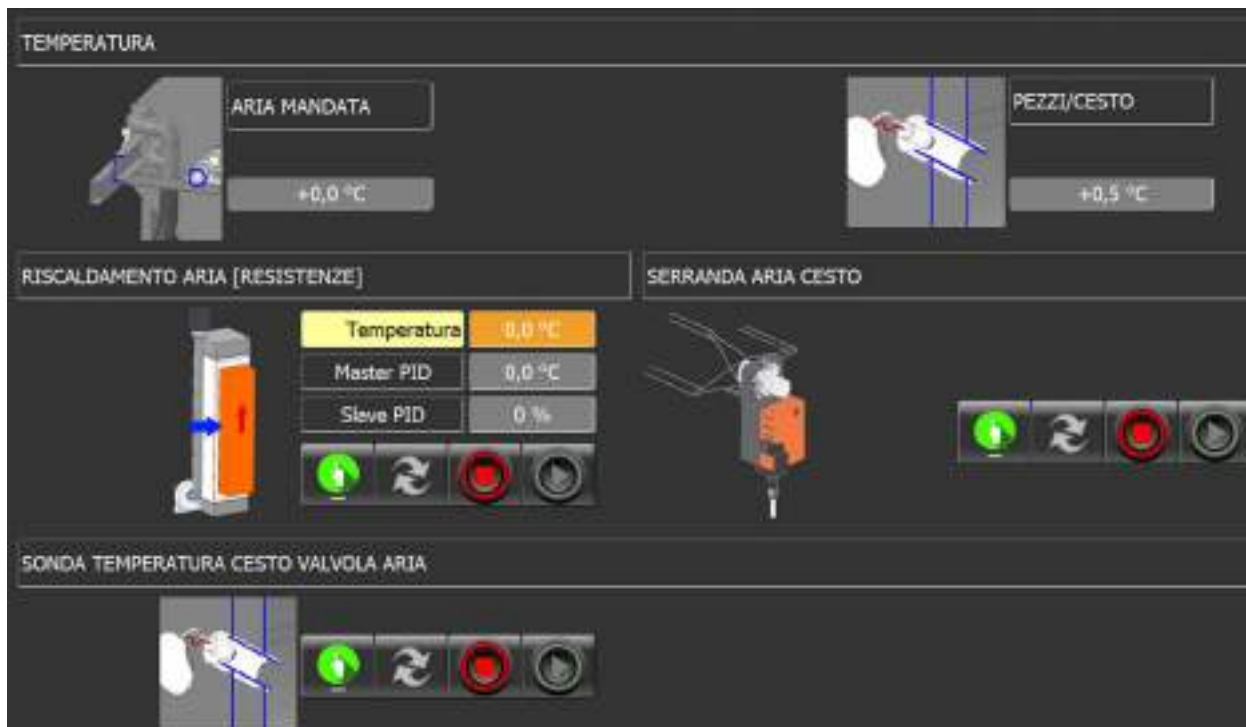 TEMPERATURA
ARIA MANDATA
PEZZI/CESTO
+0,0 °C
+0,5 °C
RISCALDAMENTO ARIA [RESISTENZE]
SERRANDA ARIA CESTO
Temperatura 0,0 °C
Master PID 0,0 °C
Slave PID 0 %
SONDA TEMPERATURA CESTO VALVOLA ARIA